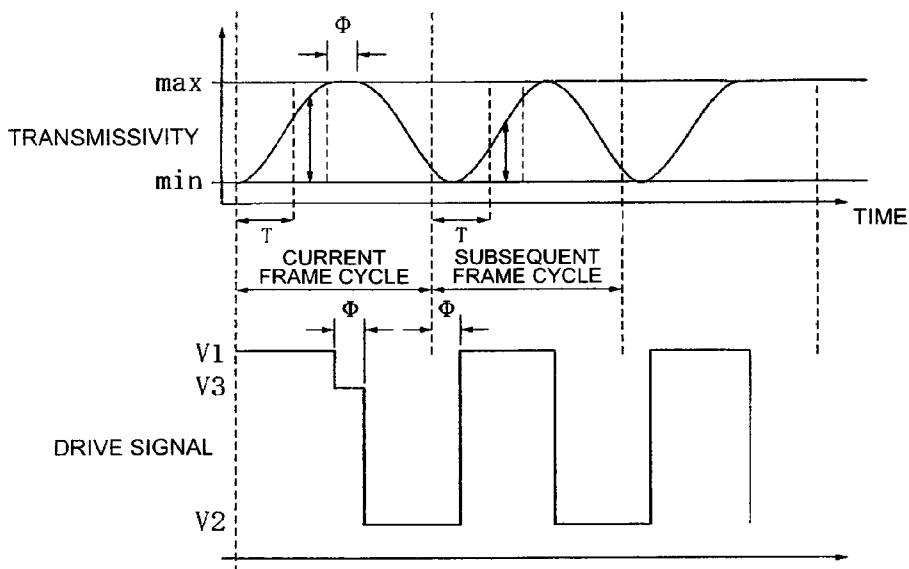 Φ
max
TRANSMISSIVITY
min
TIME
T
T
CURRENT
FRAME CYCLE
SUBSEQUENT
FRAME CYCLE
Φ
Φ
V1
V3
DRIVE SIGNAL
V2